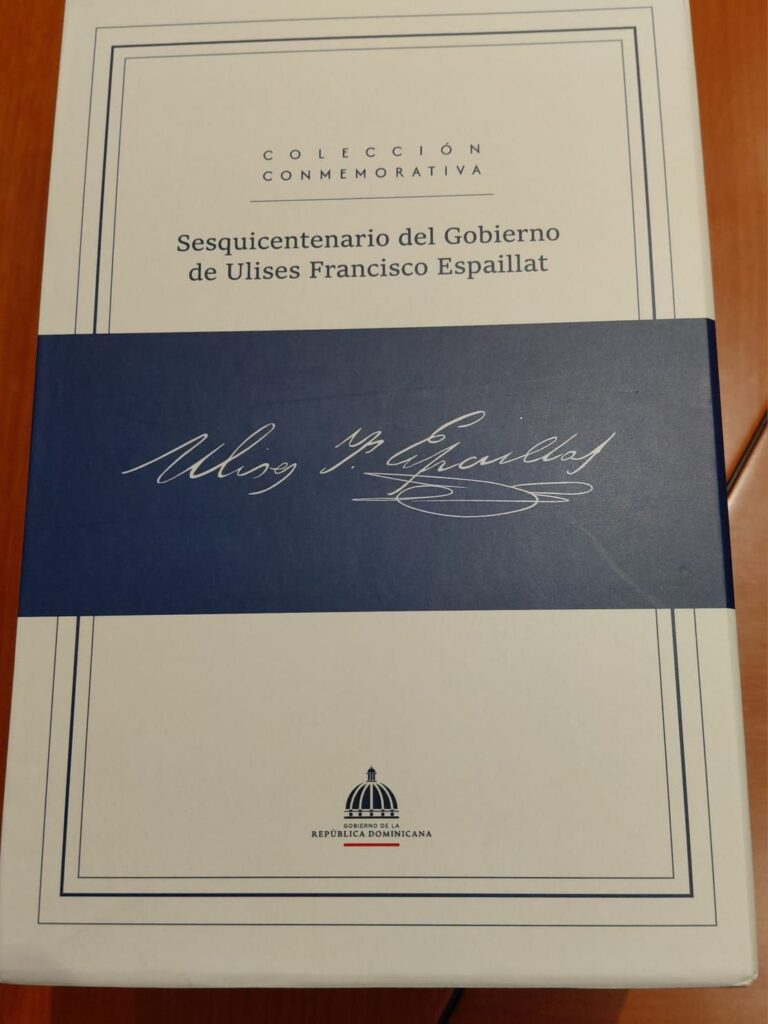 COLECCIÓN
CONMEMORATIVA
Sesquicentenario del Gobierno
de Ulises Francisco Espaillat
Ulises F. Espaillat
GOBIERNO DE LA
REPÚBLICA DOMINICANA